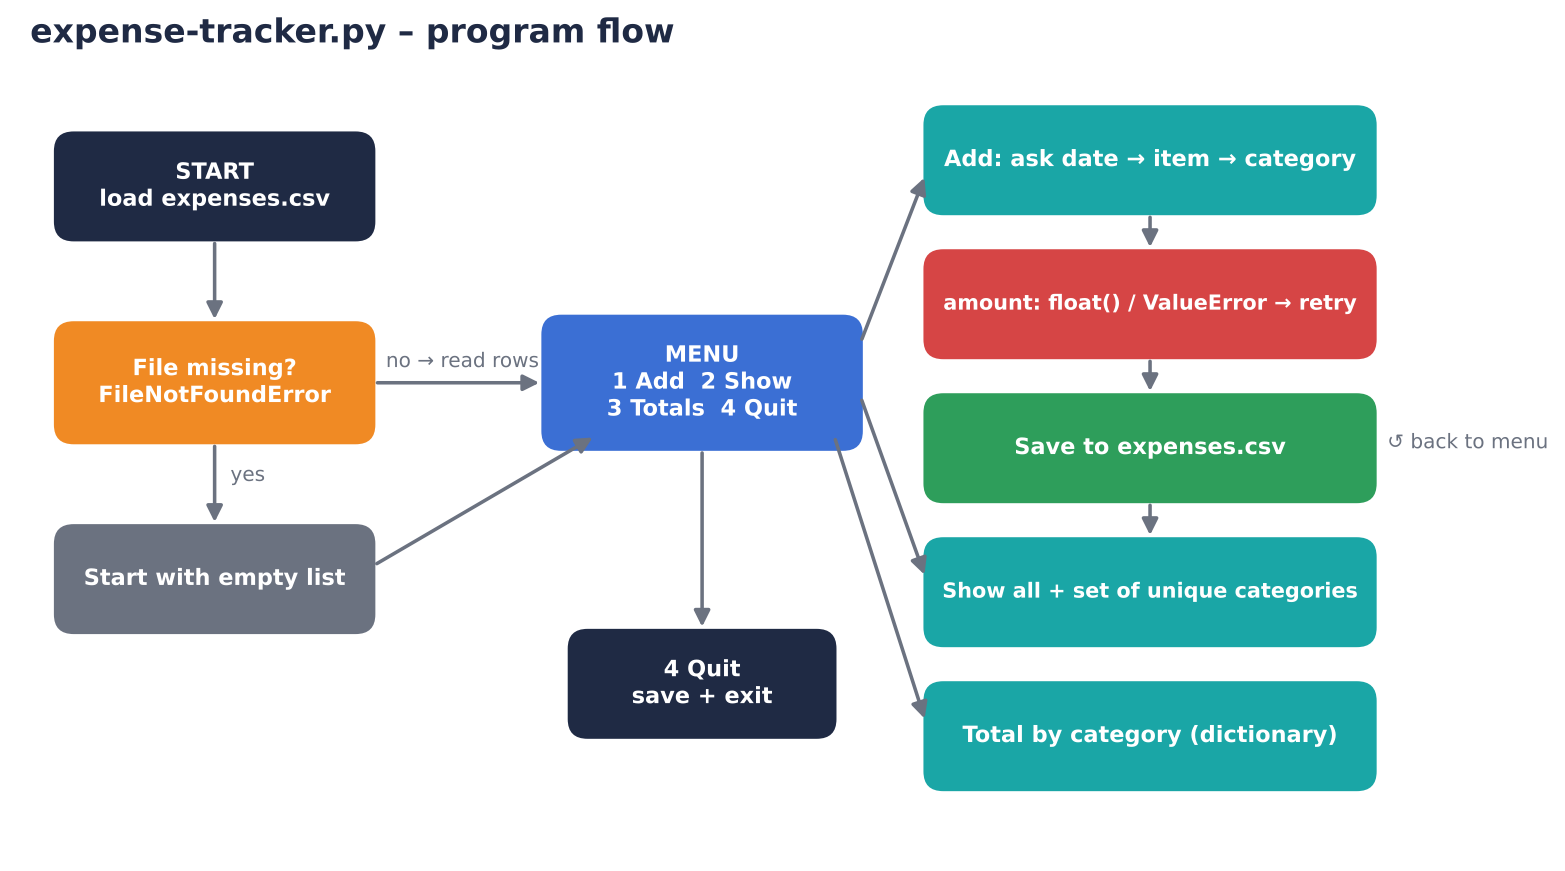 expense-tracker.py – program flow
START
load expenses.csv
File missing?
FileNotFoundError
no → read rows
yes
Start with empty list
MENU
1 Add  2 Show
3 Totals  4 Quit
4 Quit
save + exit
Add: ask date → item → category
amount: float() / ValueError → retry
Save to expenses.csv
↺ back to menu
Show all + set of unique categories
Total by category (dictionary)